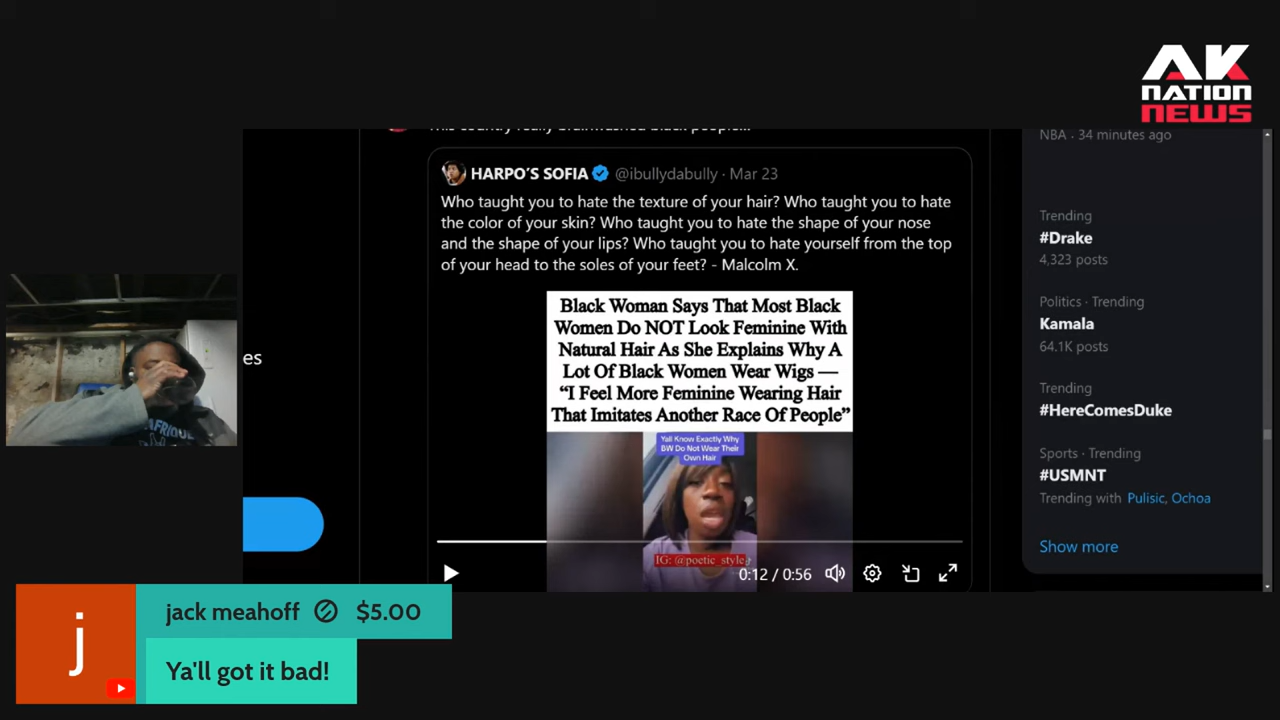 AK
NATION
NEWS
This country really brainwashed black people...
NBA · 34 minutes ago
HARPO'S SOFIA @ibullydabully · Mar 23
Who taught you to hate the texture of your hair? Who taught you to hate
the color of your skin? Who taught you to hate the shape of your nose
and the shape of your lips? Who taught you to hate yourself from the top
of your head to the soles of your feet? - Malcolm X.
Black Woman Says That Most Black
Women Do NOT Look Feminine With
Natural Hair As She Explains Why A
Lot Of Black Women Wear Wigs —
“I Feel More Feminine Wearing Hair
That Imitates Another Race Of People”
Yall Know Exactly Why
BW Do Not Wear Their
Own Hair
IG: @poetic_style
0:12 / 0:56
Trending
#Drake
4,323 posts
Politics · Trending
Kamala
64.1K posts
Trending
#HereComesDuke
Sports · Trending
#USMNT
Trending with Pulisic, Ochoa
Show more
es
AFRIQUE
jack meahoff $5.00
j
Ya'll got it bad!